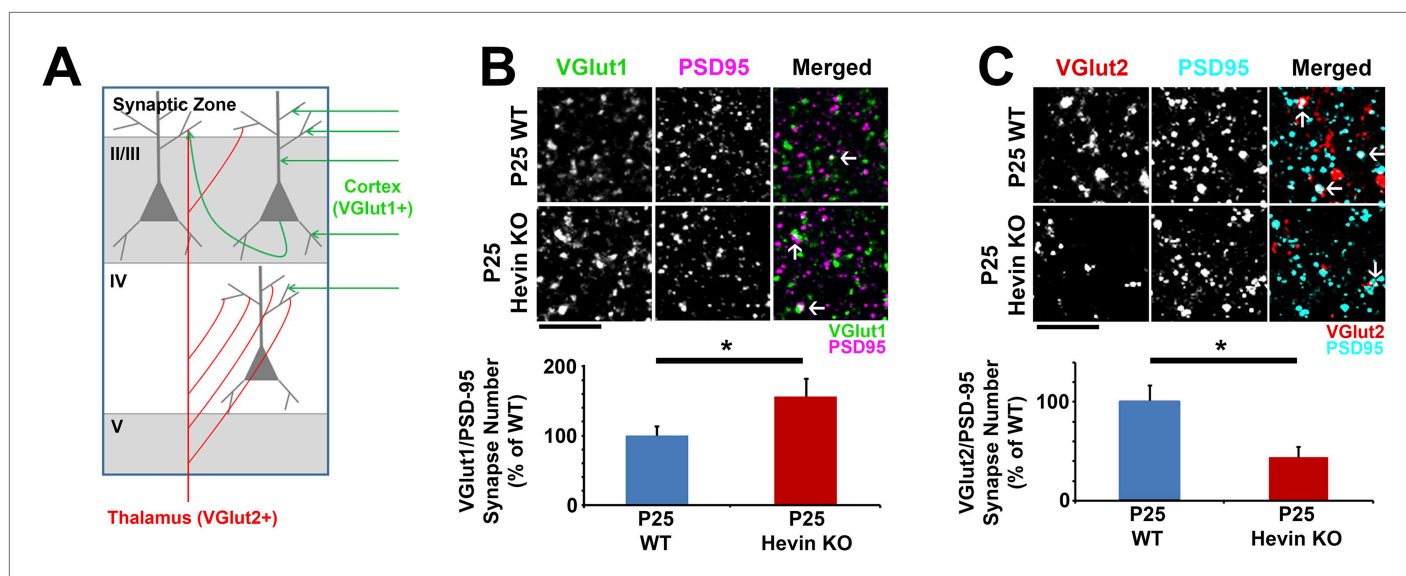 A
Synaptic Zone
II/III
Cortex
(VGlut1+)
IV
V
Thalamus (VGlut2+)
B
VGlut1 PSD95 Merged
P25 WT
P25
Hevin KO
VGlut1
PSD95
*
VGlut1/PSD-95
Synapse Number
(% of WT)
200
100
0
P25
WT
P25
Hevin KO
C
VGlut2 PSD95 Merged
P25 WT
P25
Hevin KO
VGlut2
PSD95
*
VGlut2/PSD-95
Synapse Number
(% of WT)
100
0
P25
WT
P25
Hevin KO